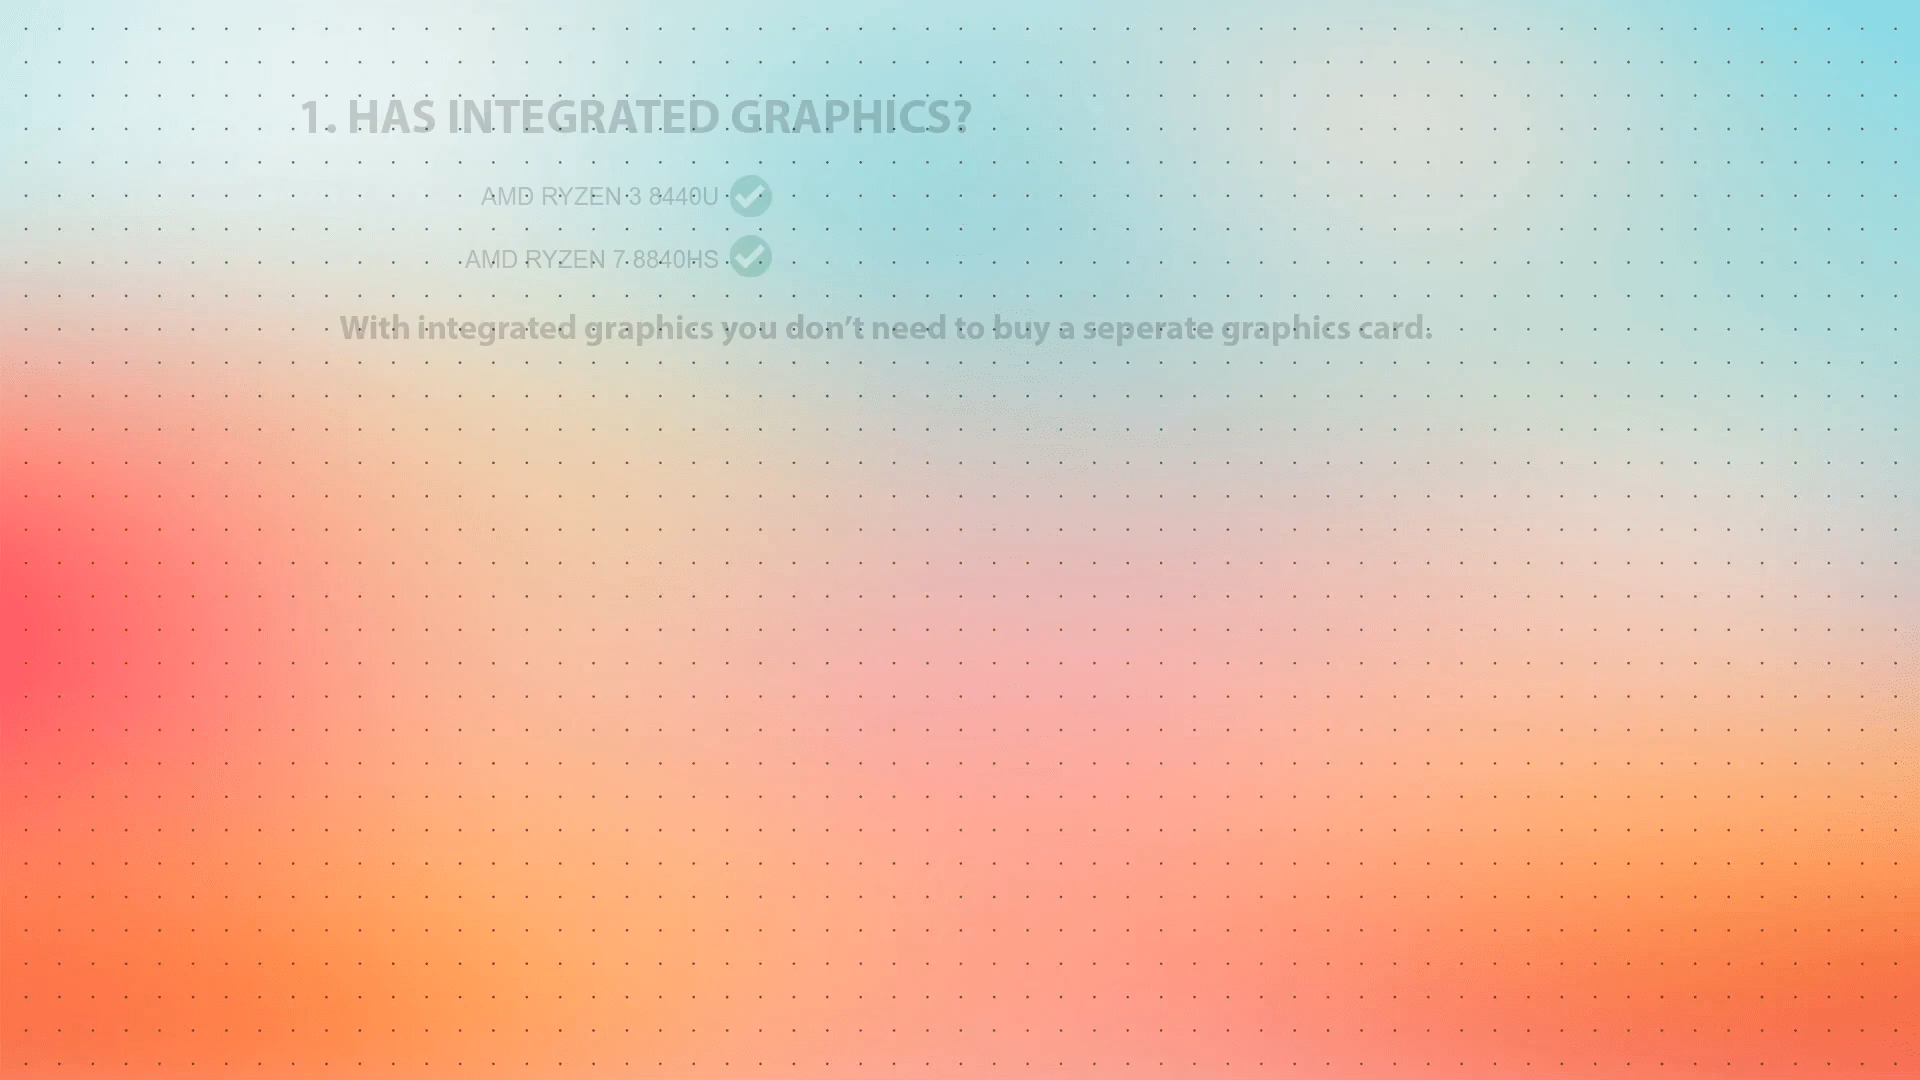 1. HAS INTEGRATED GRAPHICS?
AMD RYZEN 3 8440U
AMD RYZEN 7 8840HS
With integrated graphics you don’t need to buy a seperate graphics card.